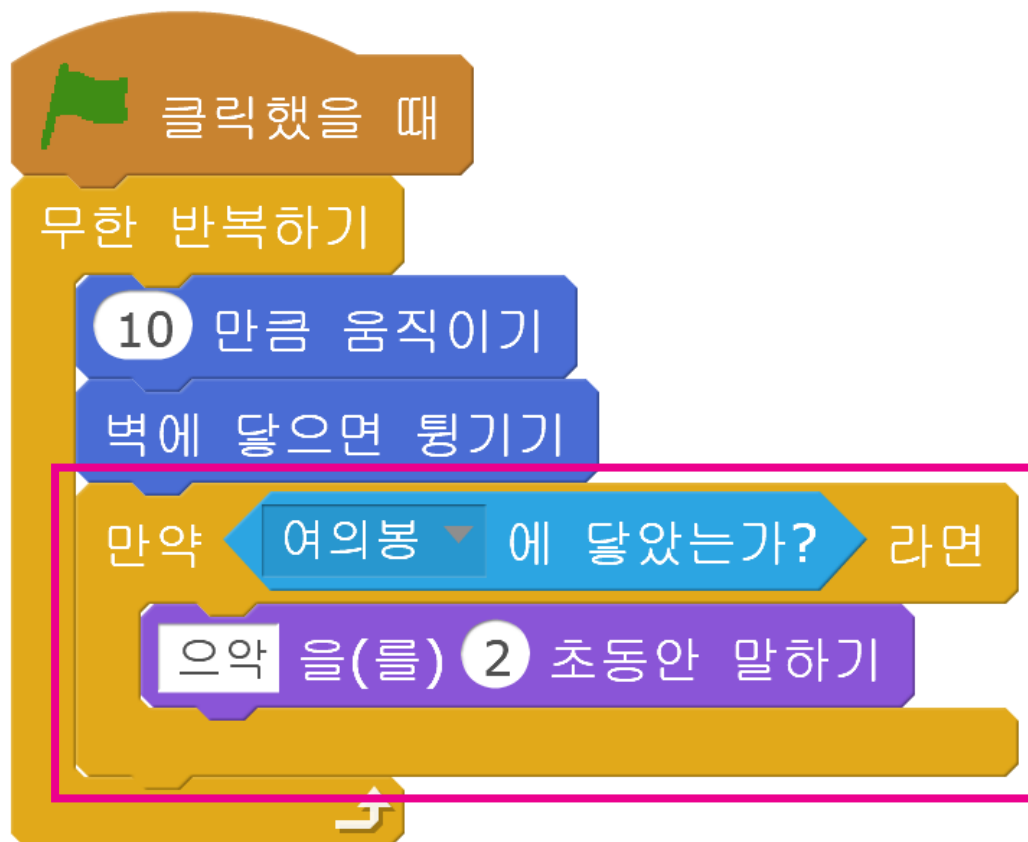 클릭했을 때
무한 반복하기
10 만큼 움직이기
벽에 닿으면 튕기기
만약 여의봉 에 닿았는가? 라면
으악 을(를) 2 초동안 말하기